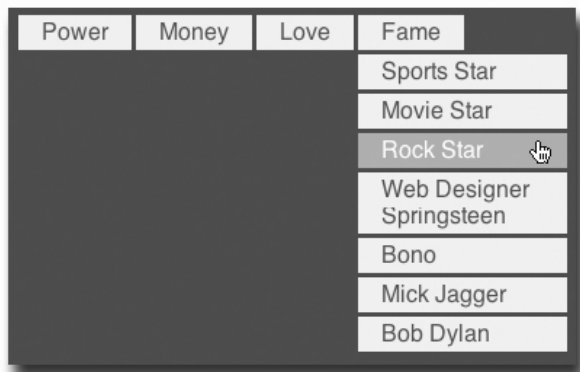 Power Money Love Fame
Sports Star
Movie Star
Rock Star
Web Designer
Springsteen
Bono
Mick Jagger
Bob Dylan